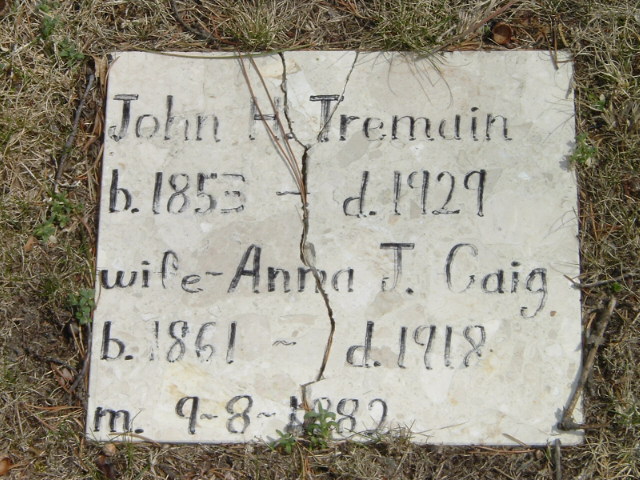 John H. Tremain
b. 1853 ~ d. 1929
wife-Anna J. Caig
b. 1861 ~ d. 1918
m. 9-8-1882